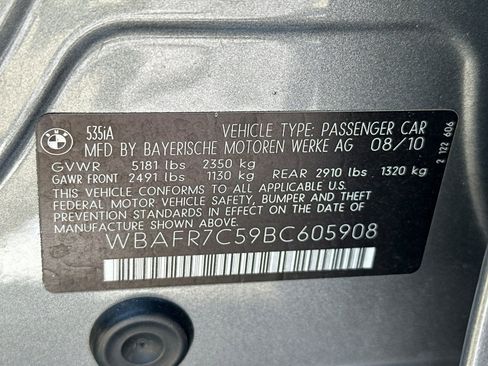 BMW
535iA VEHICLE TYPE: PASSENGER CAR
MFD BY BAYERISCHE MOTOREN WERKE AG 08/10
GVWR 5181 lbs 2350 kg
GAWR FRONT 2491 lbs 1130 kg REAR 2910 lbs 1320 kg
THIS VEHICLE CONFORMS TO ALL APPLICABLE U.S.
FEDERAL MOTOR VEHICLE SAFETY, BUMPER, AND
THEFT PREVENTION STANDARDS IN EFFECT ON THE DATE OF
MANUFACTURE SHOWN ABOVE.
WBAFR7C59BC605908
2 122 606